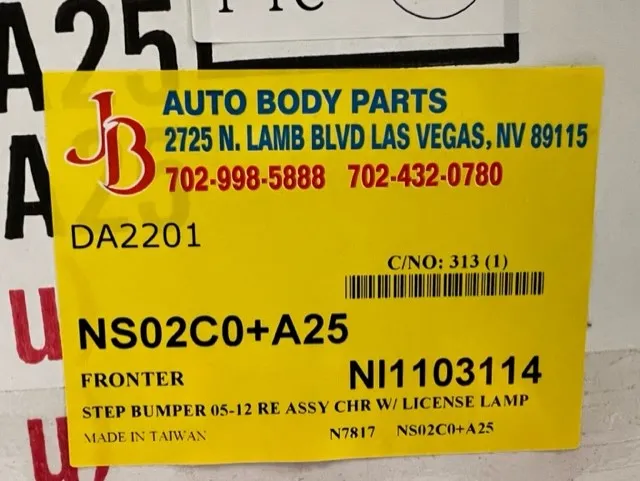 A25
JB
AUTO BODY PARTS
2725 N. LAMB BLVD LAS VEGAS, NV 89115
702-998-5888 702-432-0780
DA2201
C/NO: 313 (1)
NS02C0+A25
FRONTER NI1103114
STEP BUMPER 05-12 RE ASSY CHR W/ LICENSE LAMP
MADE IN TAIWAN N7817 NS02C0+A25